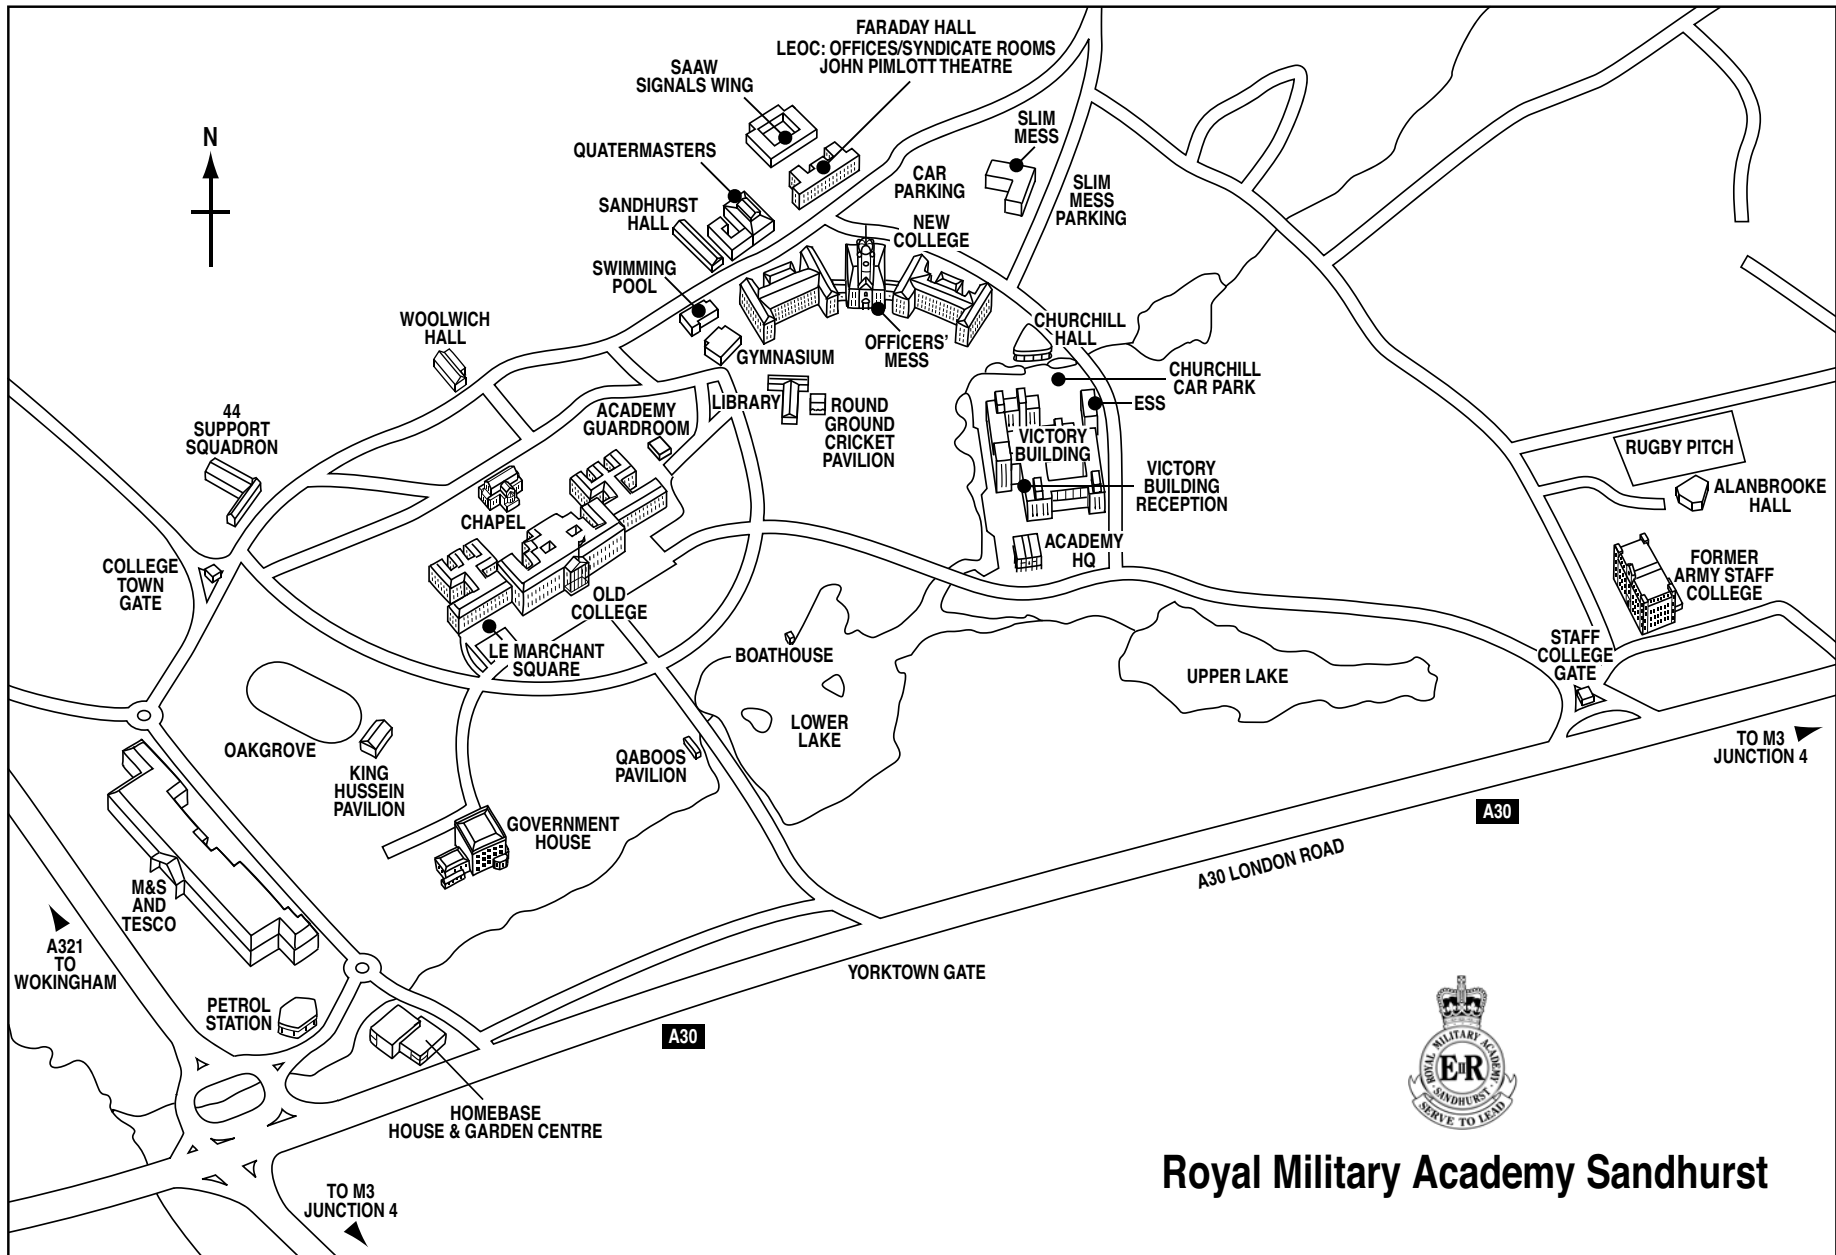 FARADAY HALL
LEOC: OFFICES/SYNDICATE ROOMS
JOHN PIMLOTT THEATRE
SAAW
SIGNALS WING
N
QUATERMASTERS
SLIM
MESS
CAR
PARKING
SLIM
MESS
PARKING
SANDHURST
HALL
NEW
COLLEGE
SWIMMING
POOL
WOOLWICH
HALL
CHURCHILL
HALL
OFFICERS'
MESS
GYMNASIUM
CHURCHILL
CAR PARK
ESS
LIBRARY
ROUND
GROUND
CRICKET
PAVILION
ACADEMY
GUARDROOM
44
SUPPORT
SQUADRON
VICTORY
BUILDING
RUGBY PITCH
VICTORY
BUILDING
RECEPTION
ALANBROOKE
HALL
CHAPEL
ACADEMY
HQ
FORMER
ARMY STAFF
COLLEGE
COLLEGE
TOWN
GATE
OLD
COLLEGE
STAFF
COLLEGE
GATE
LE MARCHANT
SQUARE
BOATHOUSE
UPPER LAKE
LOWER
LAKE
OAKGROVE
TO M3
JUNCTION 4
QABOOS
PAVILION
KING
HUSSEIN
PAVILION
A30
GOVERNMENT
HOUSE
A30 LONDON ROAD
M&S
AND
TESCO
A321
TO
WOKINGHAM
YORKTOWN GATE
PETROL
STATION
A30
ROYAL MILITARY ACADEMY
EIIR
SANDHURST
SERVE TO LEAD
HOMEBASE
HOUSE & GARDEN CENTRE
Royal Military Academy Sandhurst
TO M3
JUNCTION 4